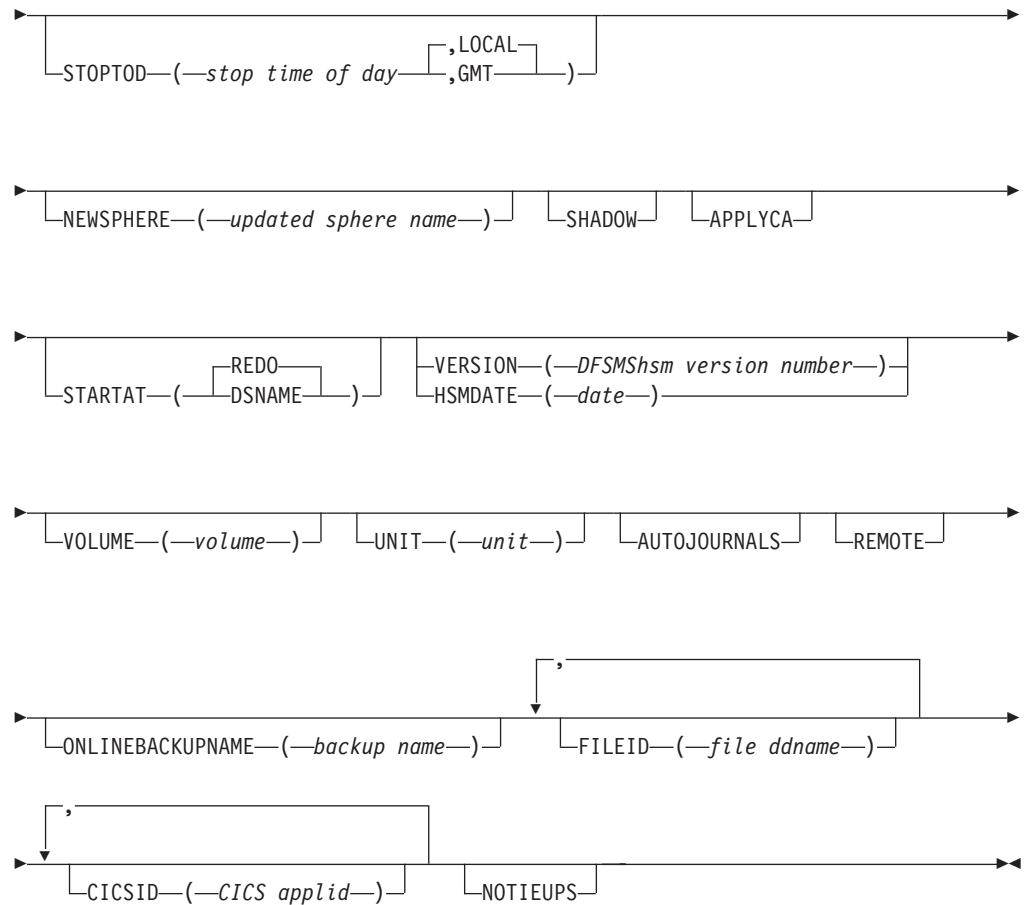 ,LOCAL
STOPTOD ( stop time of day ,GMT )
NEWSPHERE ( updated sphere name ) SHADOW APPLYCA
REDO VERSION ( DFSMShsm version number )
STARTAT ( DSNAME ) HSMDATE ( date )
VOLUME ( volume ) UNIT ( unit ) AUTOJOURNALS REMOTE
,
ONLINEBACKUPNAME ( backup name ) FILEID ( file ddname )
,
CICSID ( CICS applid ) NOTIEUPS